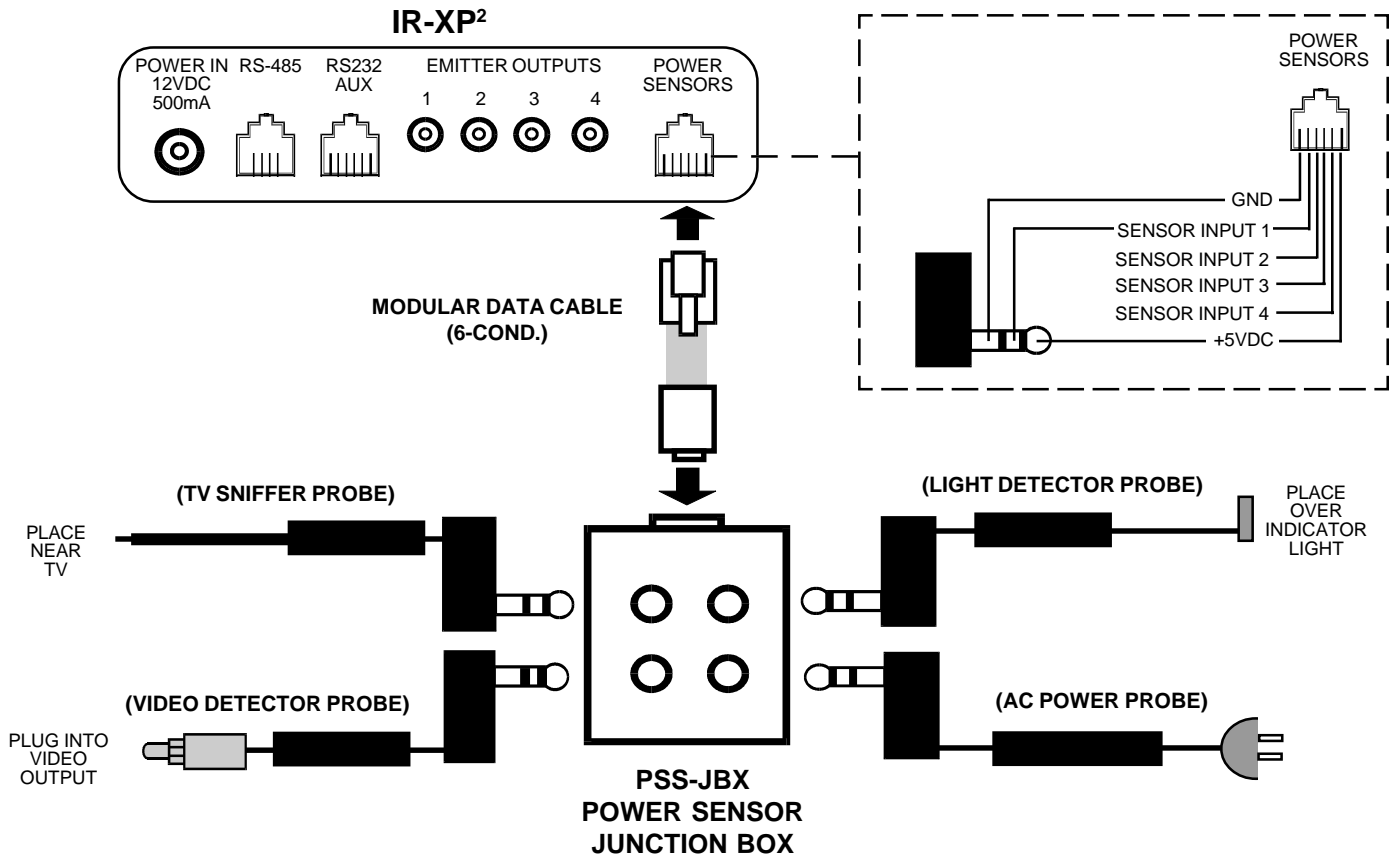 IR-XP²
POWER IN
12VDC
500mA
RS-485
RS232
AUX
EMITTER OUTPUTS
1 2 3 4
POWER
SENSORS
POWER
SENSORS
GND
SENSOR INPUT 1
SENSOR INPUT 2
SENSOR INPUT 3
SENSOR INPUT 4
+5VDC
MODULAR DATA CABLE
(6-COND.)
(TV SNIFFER PROBE)
PLACE
NEAR
TV
(LIGHT DETECTOR PROBE)
PLACE
OVER
INDICATOR
LIGHT
(VIDEO DETECTOR PROBE)
PLUG INTO
VIDEO
OUTPUT
(AC POWER PROBE)
PSS-JBX
POWER SENSOR
JUNCTION BOX